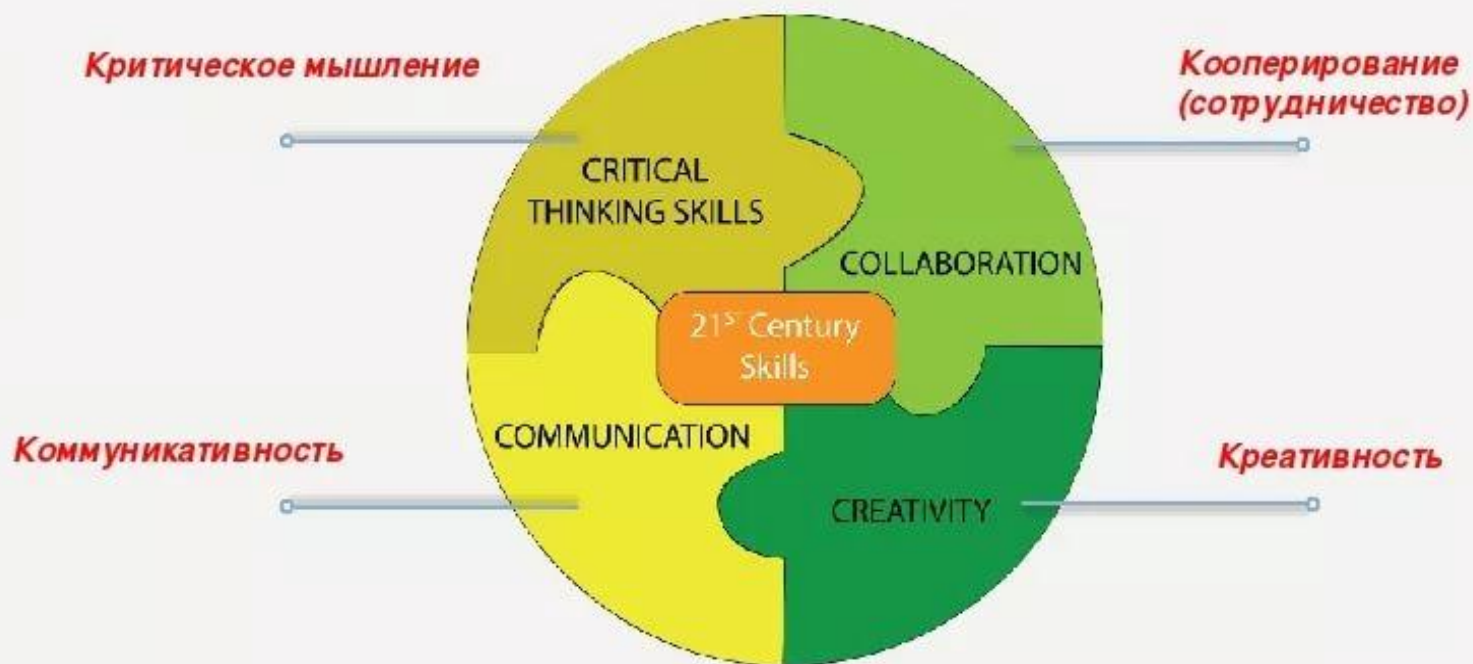 Критическое мышление
Кооперирование
(сотрудничество)
CRITICAL
THINKING SKILLS
COLLABORATION
21ST Century
Skills
COMMUNICATION
Коммуникативность
Креативность
CREATIVITY